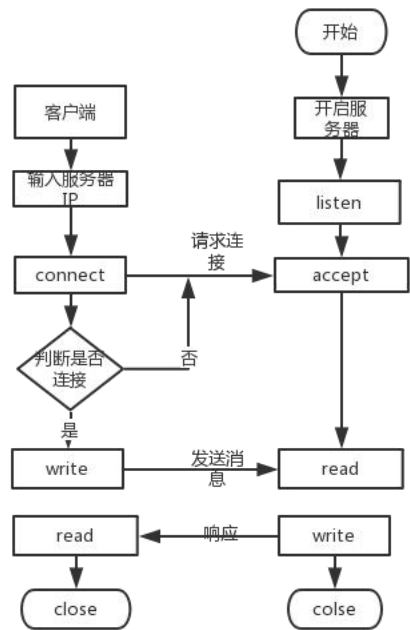 开始
客户端
开启服
务器
输入服务器
IP
listen
请求连
接
connect
accept
判断是否
连接
否
是
write
发送消
息
read
read
响应
write
close
colse